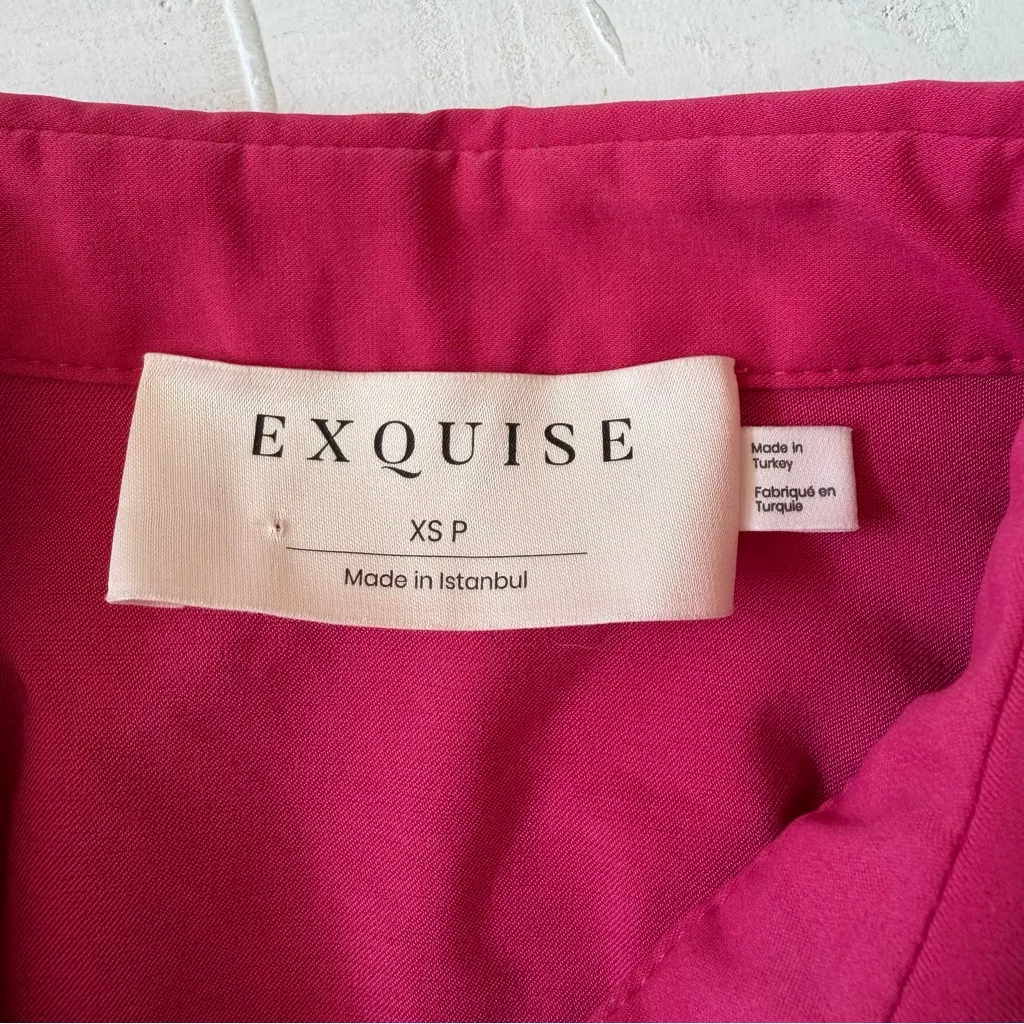 EXQUISE
XS P
Made in Istanbul
Made in
Turkey
Fabriqué en
Turquie